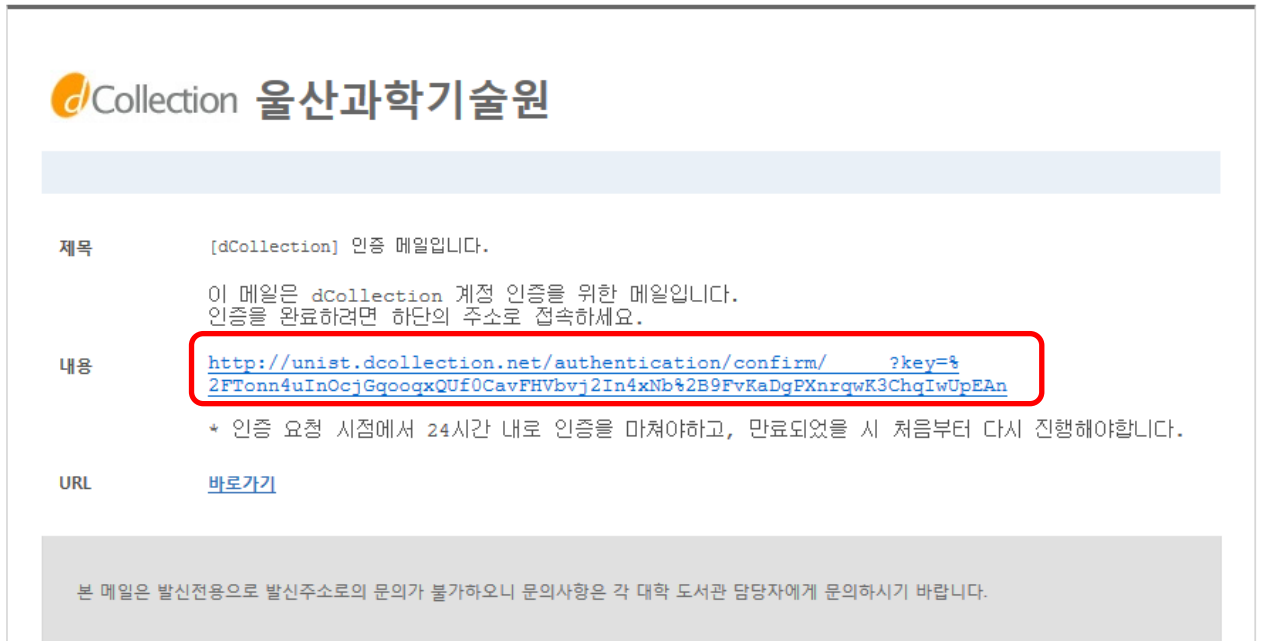 dCollection 울산과학기술원
제목 [dCollection] 인증 메일입니다.
이 메일은 dCollection 계정 인증을 위한 메일입니다.
인증을 완료하려면 하단의 주소로 접속하세요.
내용
http://unist.dcollection.net/authentication/confirm/ ?key=%
2FTonn4uInOcjGqooqxQUf0CavFHVbvj2In4xNb%2B9FvKaDgPXnrqwK3ChqIwUpEAn
* 인증 요청 시점에서 24시간 내로 인증을 마쳐야하고, 만료되었을 시 처음부터 다시 진행해야합니다.
URL 바로가기
본 메일은 발신전용으로 발신주소로의 문의가 불가하오니 문의사항은 각 대학 도서관 담당자에게 문의하시기 바랍니다.